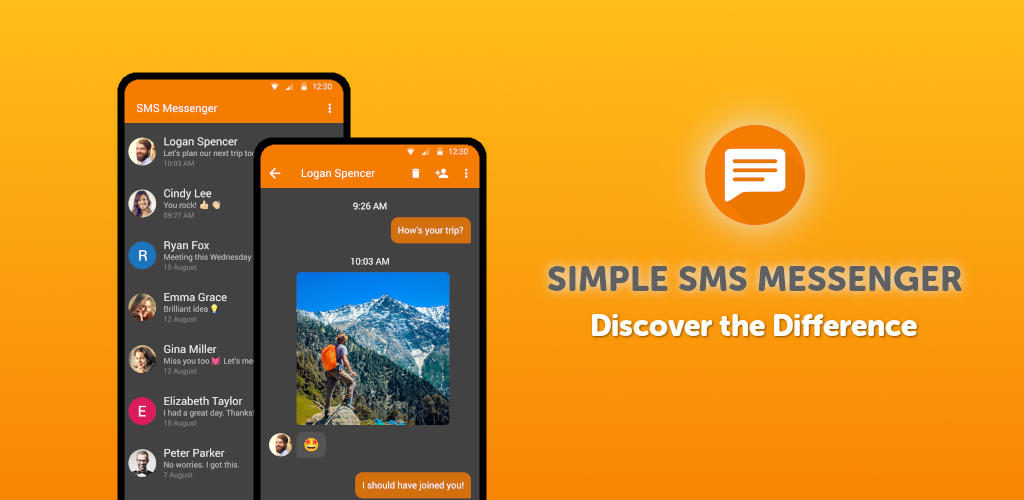 12:30
SMS Messenger
Logan Spencer
Let's plan our next trip
10:03 AM
Cindy Lee
You rock! 👍🏻 👏🏻
09:27 AM
R
Ryan Fox
Meeting this Wednesday
15 August
Emma Grace
Brilliant idea 💡
12 August
Gina Miller
Miss you too 💓 Let's me
12 August
E
Elizabeth Taylor
I had a great day. Thanks!
10 August
Peter Parker
No worries. I got this.
7 August
12:30
Logan Spencer
9:26 AM
How's your trip?
10:03 AM
🤩
I should have joined you!
SIMPLE SMS MESSENGER
Discover the Difference